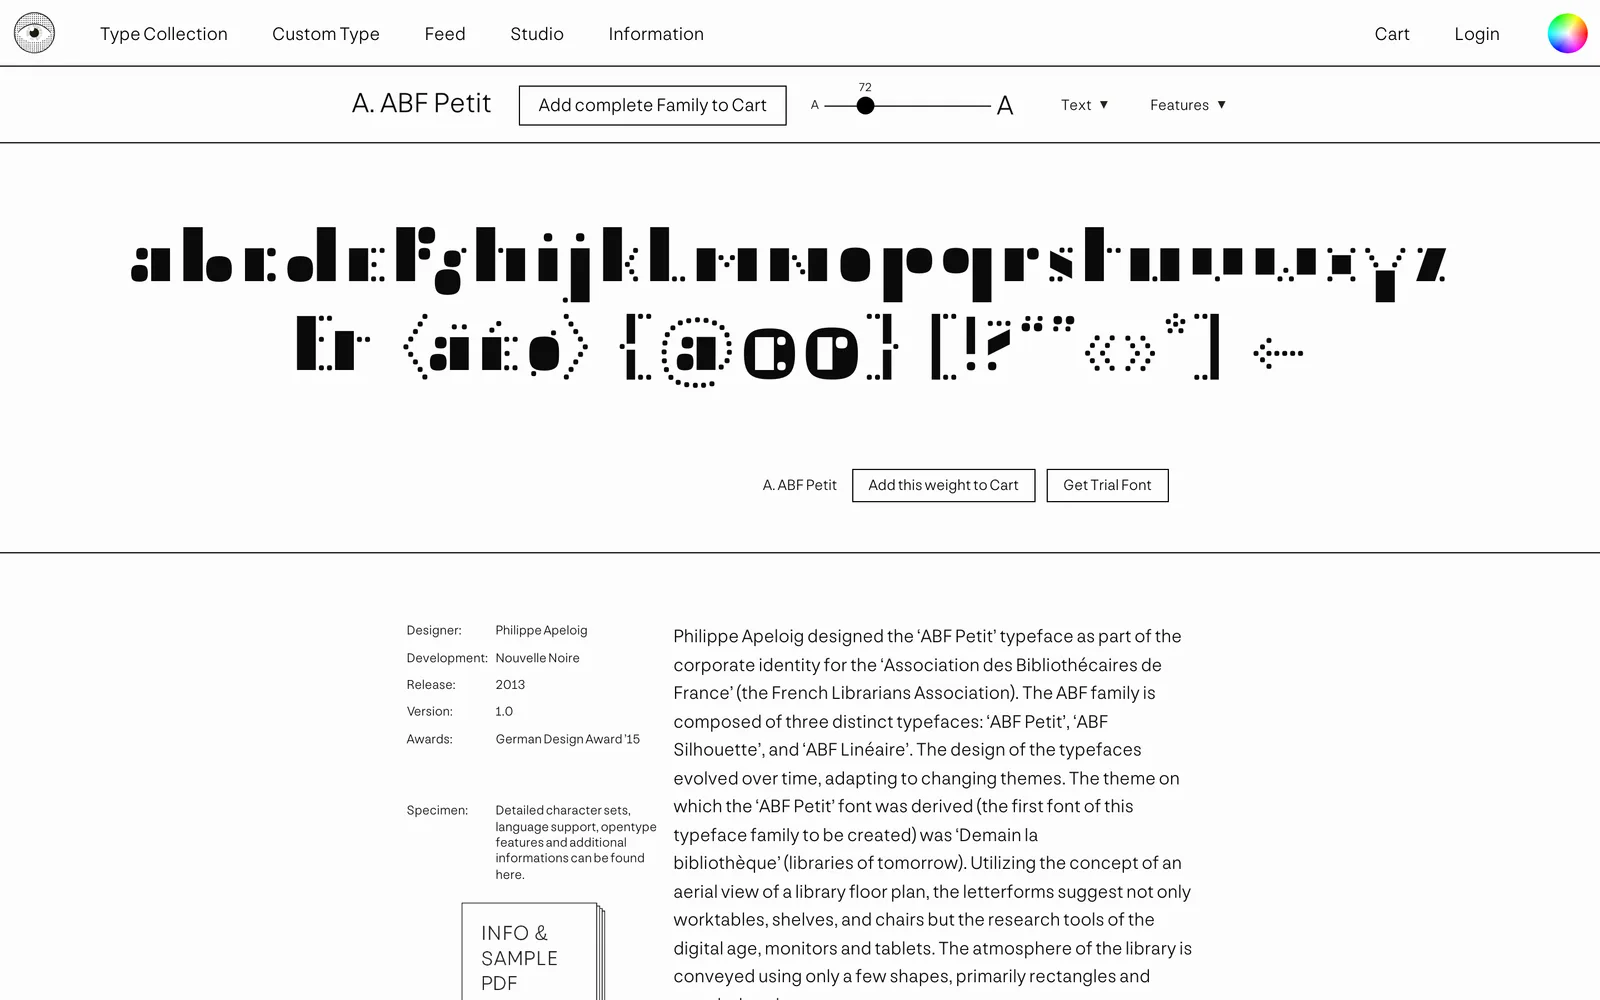 Type Collection Custom Type Feed Studio Information Cart Login
A. ABF Petit Add complete Family to Cart A 72 A Text ▼ Features ▼
abcdefghijklmnopqrstuvwxyz
Er ‹äéø› {@©®} [!?¨˝«»*] ←
A. ABF Petit Add this weight to Cart Get Trial Font
Designer: Philippe Apeloig
Development: Nouvelle Noire
Release: 2013
Version: 1.0
Awards: German Design Award '15
Specimen: Detailed character sets,
language support, opentype
features and additional
informations can be found
here.
INFO &
SAMPLE
PDF
Philippe Apeloig designed the ‘ABF Petit’ typeface as part of the
corporate identity for the ‘Association des Bibliothécaires de
France’ (the French Librarians Association). The ABF family is
composed of three distinct typefaces: ‘ABF Petit’, ‘ABF
Silhouette’, and ‘ABF Linéaire’. The design of the typefaces
evolved over time, adapting to changing themes. The theme on
which the ‘ABF Petit’ font was derived (the first font of this
typeface family to be created) was ‘Demain la
bibliothèque’ (libraries of tomorrow). Utilizing the concept of an
aerial view of a library floor plan, the letterforms suggest not only
worktables, shelves, and chairs but the research tools of the
digital age, monitors and tablets. The atmosphere of the library is
conveyed using only a few shapes, primarily rectangles and